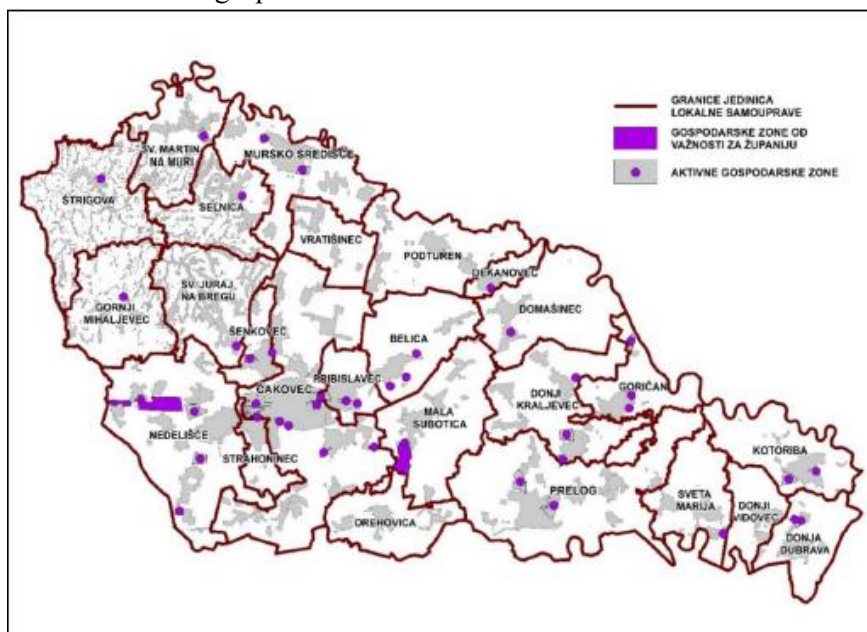 GRANICE JEDINICA
LOKALNE SAMOUPRAVE
GOSPODARSKE ZONE OD
VAŽNOSTI ZA ŽUPANIJU
AKTIVNE GOSPODARSKE ZONE
SV. MARTIN
NA MURI
MURSKO SREDIŠĆE
ŠTRIGOVA
SELNICA
VRATIŠINEC
PODTUREN
DEKANOVEC
SV. JURAJ
NA BREGU
GORNJI
MIHALJEVEC
DOMAŠINEC
ŠENKOVEC
BELICA
ČAKOVEC
PRIBISLAVEC
DONJI
KRALJEVEC
GORIČAN
MALA
SUBOTICA
NEDELIŠĆE
STRAHONINEC
KOTORIBA
PRELOG
SVETA
MARIJA
DONJI
VIDOVEC
OREHOVICA
DONJA
DUBRAVA